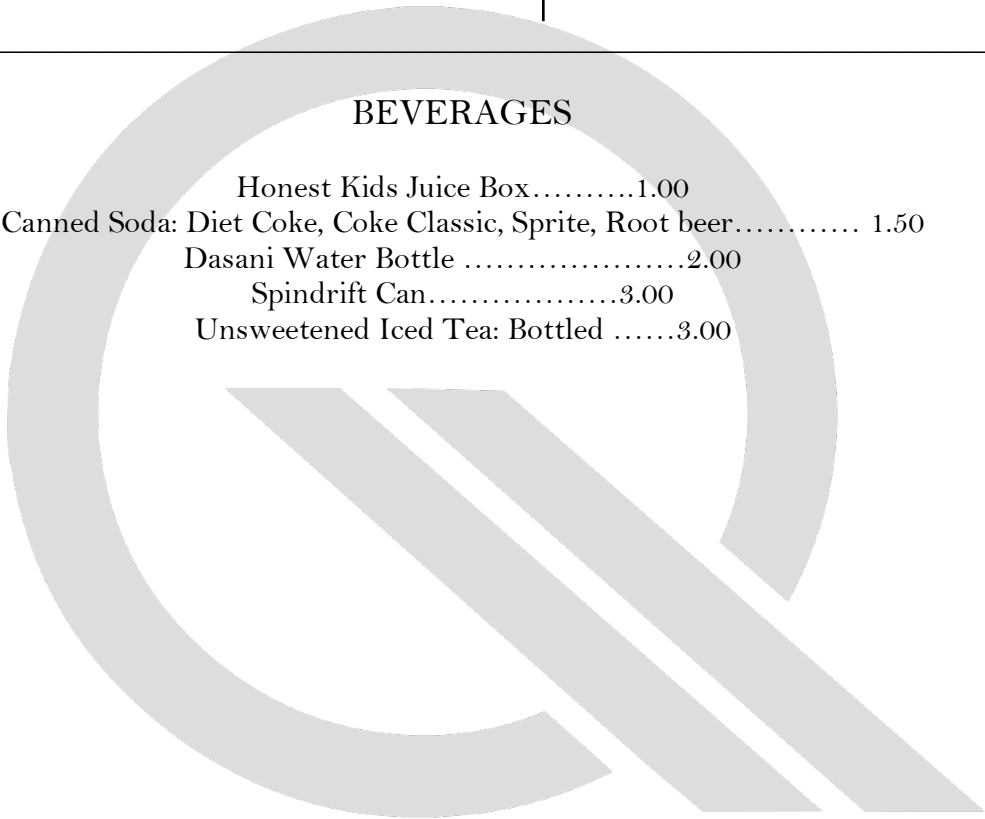 BEVERAGES
Honest Kids Juice Box……….1.00
Canned Soda: Diet Coke, Coke Classic, Sprite, Root beer………… 1.50
Dasani Water Bottle …………………2.00
Spindrift Can………………3.00
Unsweetened Iced Tea: Bottled ……3.00